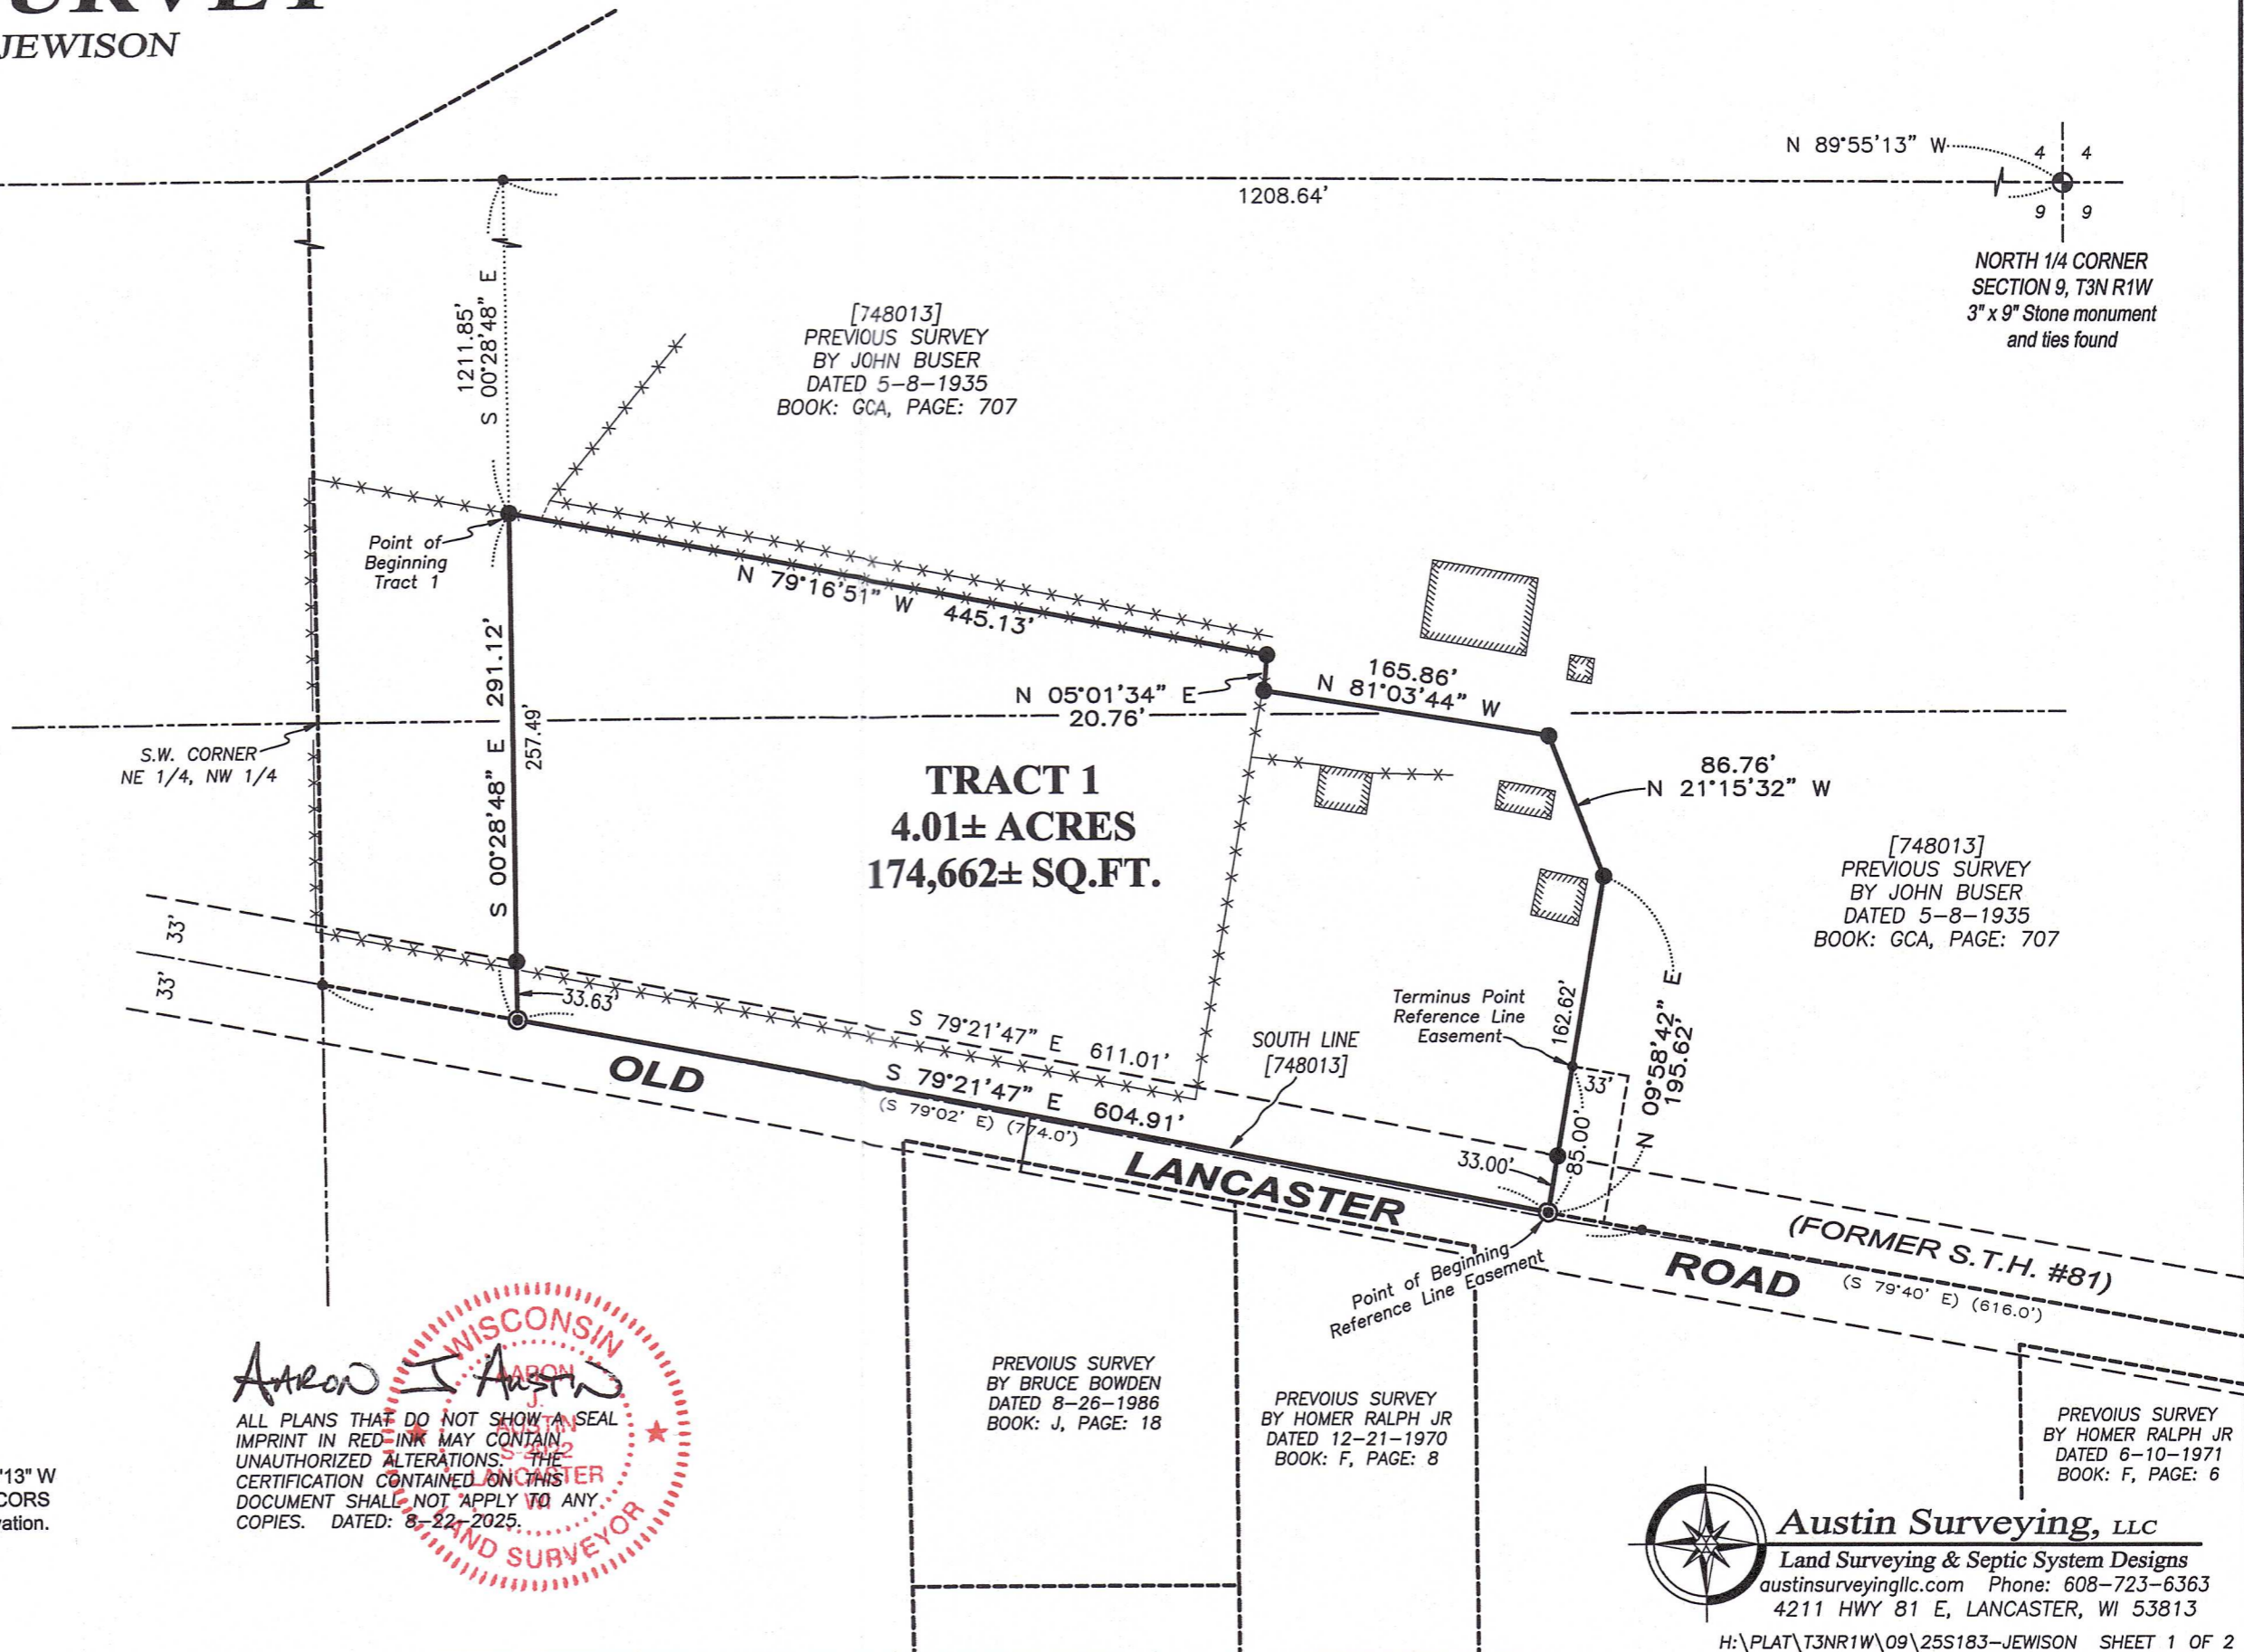 JEWISON
N 89°55'13" W
4 4
9 9
1208.64'
NORTH 1/4 CORNER
SECTION 9, T3N R1W
3" x 9" Stone monument
and ties found
1211.85'
S 00°28'48" E
[748013]
PREVIOUS SURVEY
BY JOHN BUSER
DATED 5-8-1935
BOOK: GCA, PAGE: 707
Point of
Beginning
Tract 1
N 79°16'51" W 445.13'
165.86'
N 81°03'44" W
N 05°01'34" E
20.76'
S 00°28'48" E 291.12'
257.49'
S.W. CORNER
NE 1/4, NW 1/4
TRACT 1
4.01± ACRES
174,662± SQ.FT.
86.76'
N 21°15'32" W
[748013]
PREVIOUS SURVEY
BY JOHN BUSER
DATED 5-8-1935
BOOK: GCA, PAGE: 707
33'
33'
33.63'
Terminus Point
Reference Line
Easement
162.62'
N 09°58'42" E
195.62'
33'
85.00'
33.00'
SOUTH LINE
[748013]
S 79°21'47" E 611.01'
S 79°21'47" E 604.91'
(S 79°02' E) (774.0')
OLD
LANCASTER
ROAD
(FORMER S.T.H. #81)
(S 79°40' E) (616.0')
Point of Beginning
Reference Line Easement
AARON J AUSTIN
WISCONSIN
AARON
J.
AUSTIN
S-2922
LANCASTER
WI
LAND SURVEYOR
ALL PLANS THAT DO NOT SHOW A SEAL
IMPRINT IN RED INK MAY CONTAIN
UNAUTHORIZED ALTERATIONS. THE
CERTIFICATION CONTAINED ON THIS
DOCUMENT SHALL NOT APPLY TO ANY
COPIES. DATED: 8-22-2025.
'13" W
CORS
PREVOIUS SURVEY
BY BRUCE BOWDEN
DATED 8-26-1986
BOOK: J, PAGE: 18
PREVOIUS SURVEY
BY HOMER RALPH JR
DATED 12-21-1970
BOOK: F, PAGE: 8
PREVOIUS SURVEY
BY HOMER RALPH JR
DATED 6-10-1971
BOOK: F, PAGE: 6
Austin Surveying, LLC
Land Surveying & Septic System Designs
austinsurveyingllc.com Phone: 608-723-6363
4211 HWY 81 E, LANCASTER, WI 53813
H:\PLAT\T3NR1W\09\25S183-JEWISON SHEET 1 OF 2